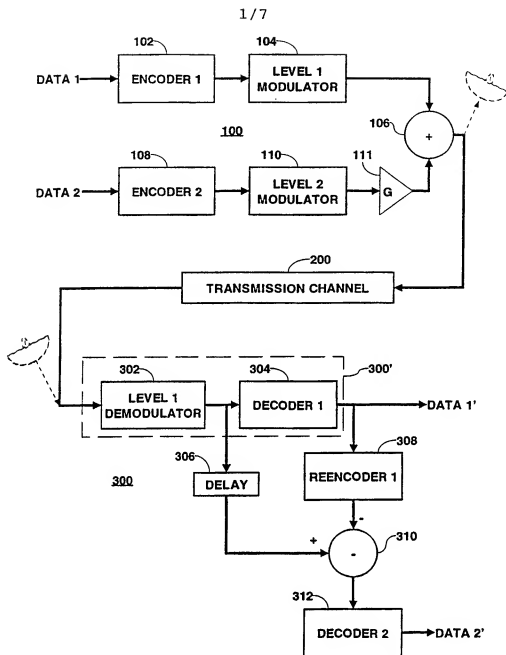 1/7
102
104
DATA 1
ENCODER 1
LEVEL 1
MODULATOR
106
+
100
108
110
111
DATA 2
ENCODER 2
LEVEL 2
MODULATOR
G
200
TRANSMISSION CHANNEL
302
304
300'
LEVEL 1
DEMODULATOR
DECODER 1
DATA 1'
306
308
300
DELAY
REENCODER 1
-
+
-
310
312
DECODER 2
DATA 2'